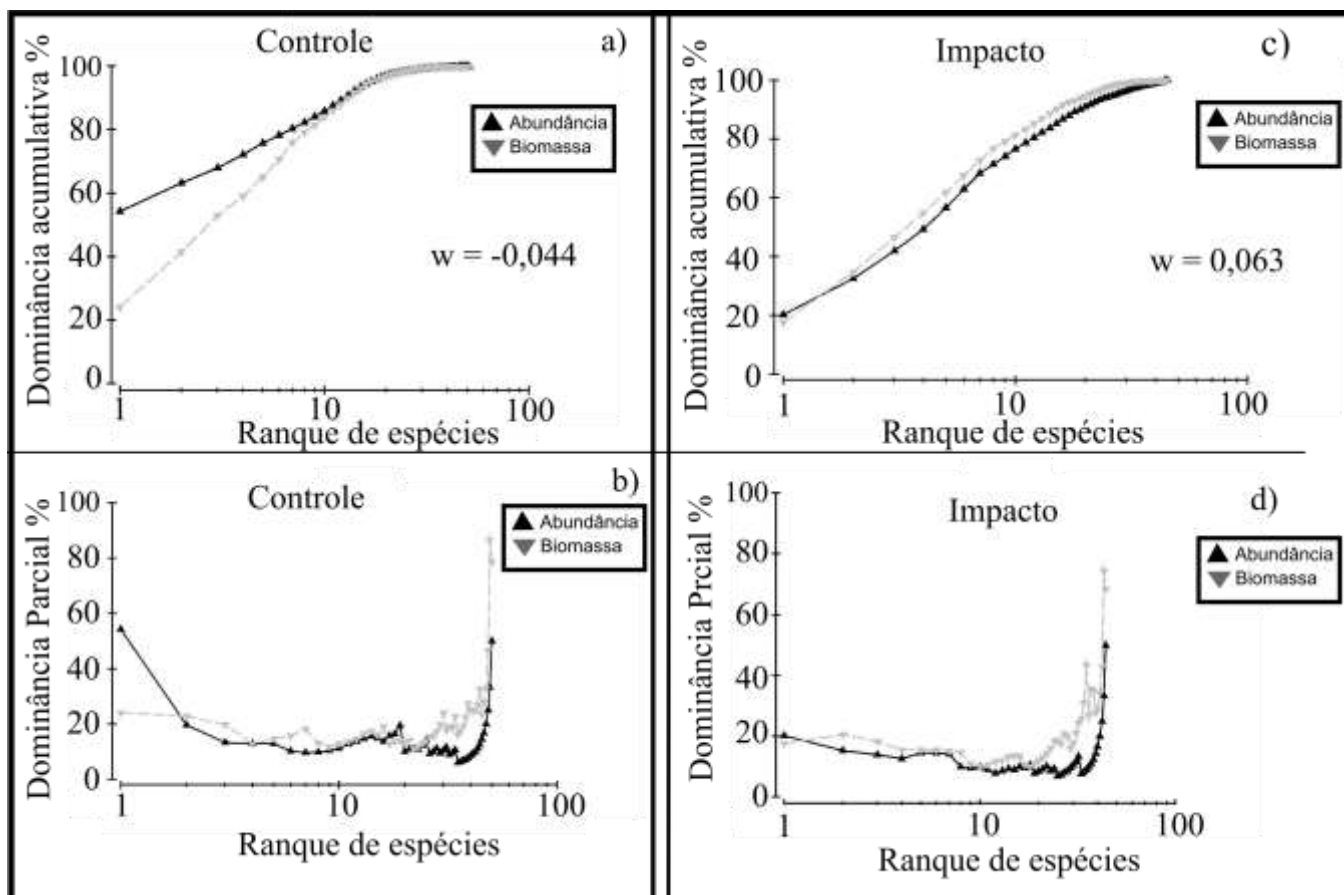 Controle
a)
Dominância acumulativa %
100
80
60
40
20
0
Abundância
Biomassa
w = -0,044
1
10
100
Ranque de espécies
Impacto
c)
Dominância acumulativa %
100
80
60
40
20
0
Abundância
Biomassa
w = 0,063
1
10
100
Ranque de espécies
Controle
b)
Dominância Parcial %
100
80
60
40
20
0
Abundância
Biomassa
1
10
100
Ranque de espécies
Impacto
d)
Dominância Prcial %
100
80
60
40
20
0
Abundância
Biomassa
1
10
100
Ranque de espécies